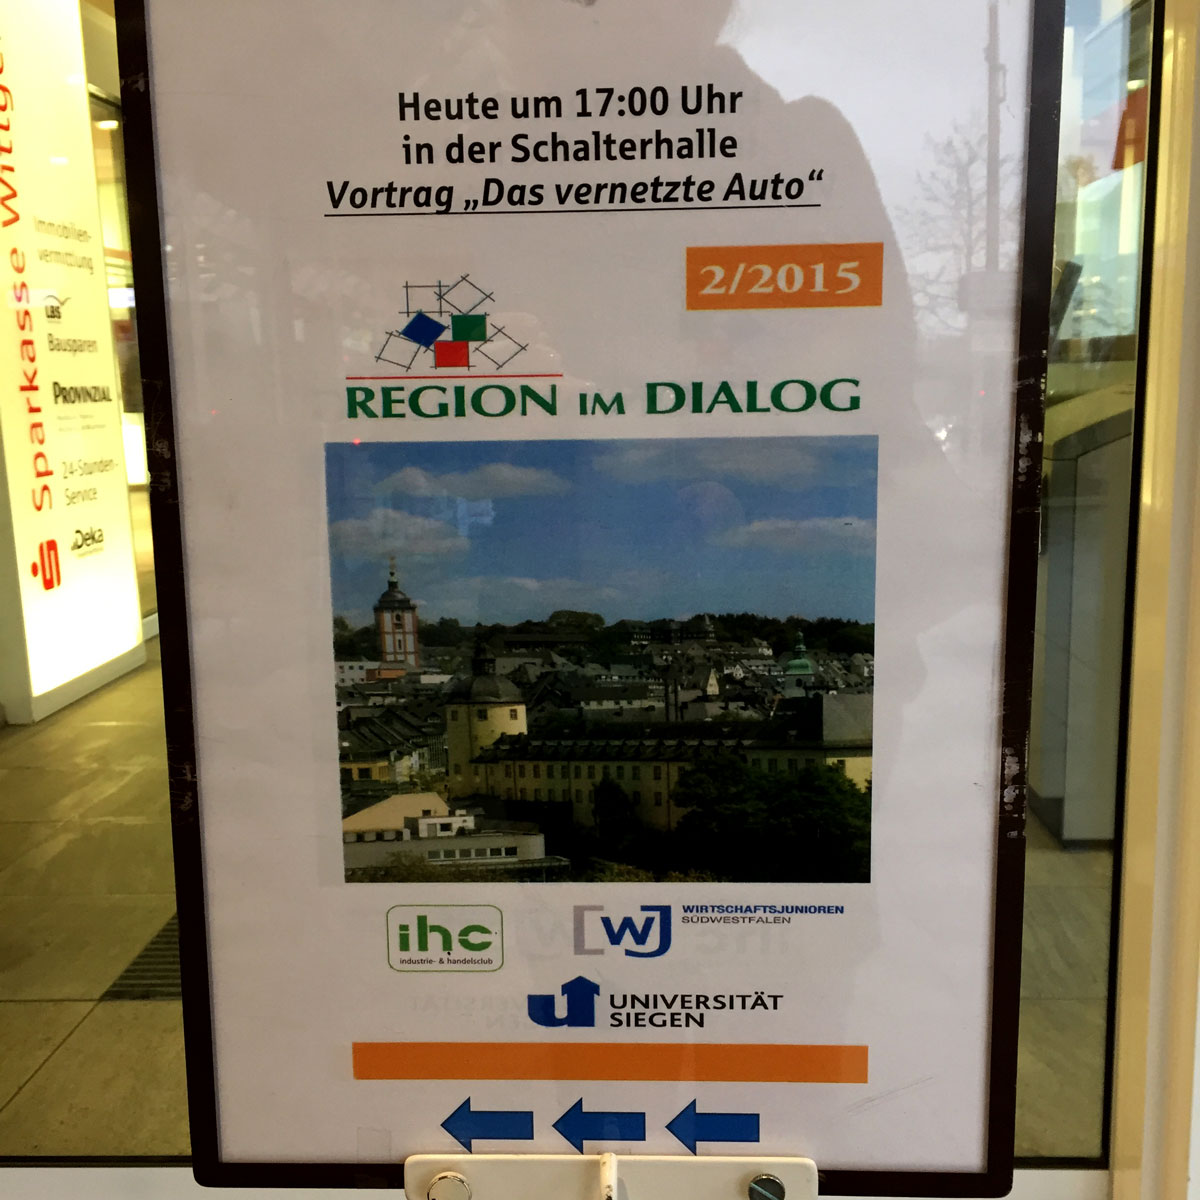 Heute um 17:00 Uhr
in der Schalterhalle
Vortrag „Das vernetzte Auto“
2/2015
REGION IM DIALOG
ihc
industrie- & handelsclub
[WJ
WIRTSCHAFTSJUNIOREN
SÜDWESTFALEN
UNIVERSITÄT
SIEGEN
Sparkasse Wittge
Immobilien-
vermittlung
LBS
Bausparen
PROVINZIAL
24-Stunden-
Service
Deka